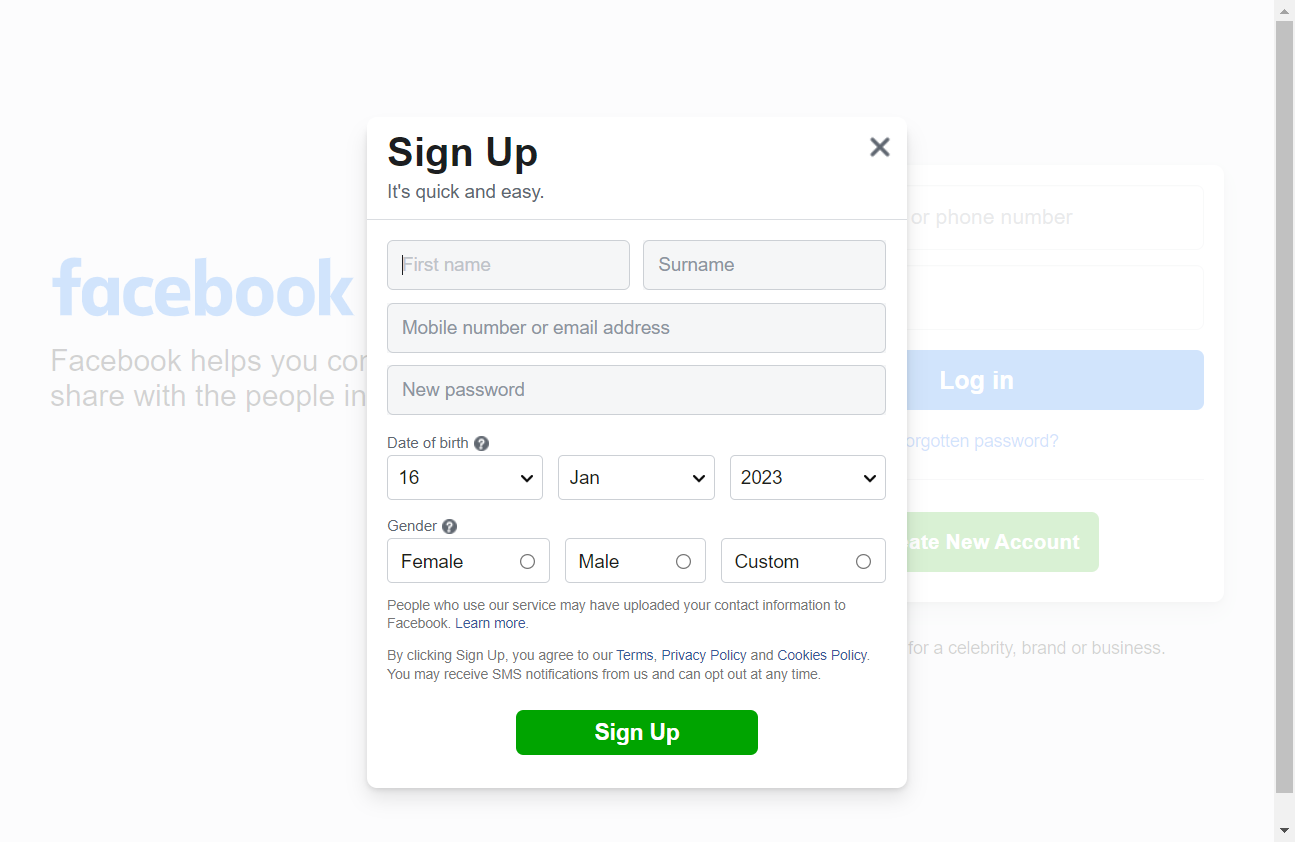 Sign Up
It's quick and easy.
First name
Surname
Mobile number or email address
New password
Date of birth ?
16
Jan
2023
Gender ?
Female
Male
Custom
People who use our service may have uploaded your contact information to
Facebook. Learn more.
By clicking Sign Up, you agree to our Terms, Privacy Policy and Cookies Policy.
You may receive SMS notifications from us and can opt out at any time.
Sign Up
facebook
Facebook helps you
share with the people in
or phone number
Log in
password?
New Account
for a celebrity, brand or business.